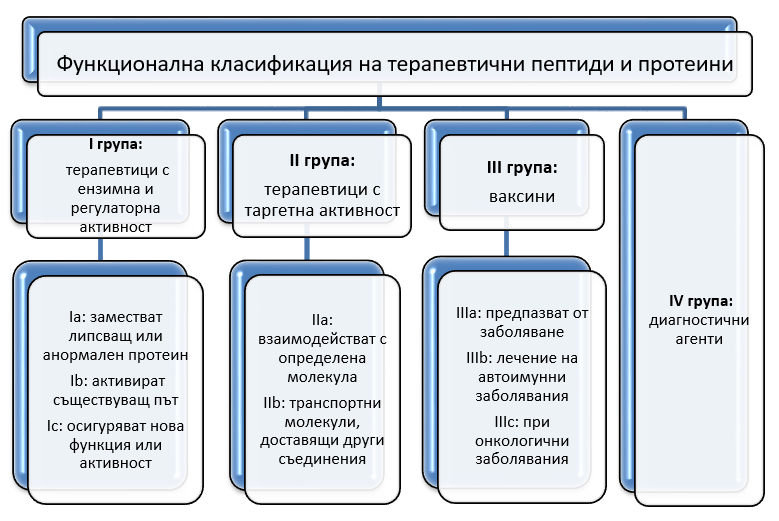 Функционална класификация на терапевтични пептиди и протеини
I група:
терапевтици с
ензимна и
регулаторна
активност
II група:
терапевтици с
таргетна активност
III група:
ваксини
IV група:
диагностични
агенти
Ia: заместват
липсващ или
анормален протеин
Ib: активират
съществуващ път
Ic: осигуряват нова
функция или
активност
IIa:
взаимодействат с
определена
молекула
IIb: транспортни
молекули,
доставящи други
съединения
IIIa: предпазват от
заболяване
IIIb: лечение на
автоимунни
заболявания
IIIc: при
онкологични
заболявания